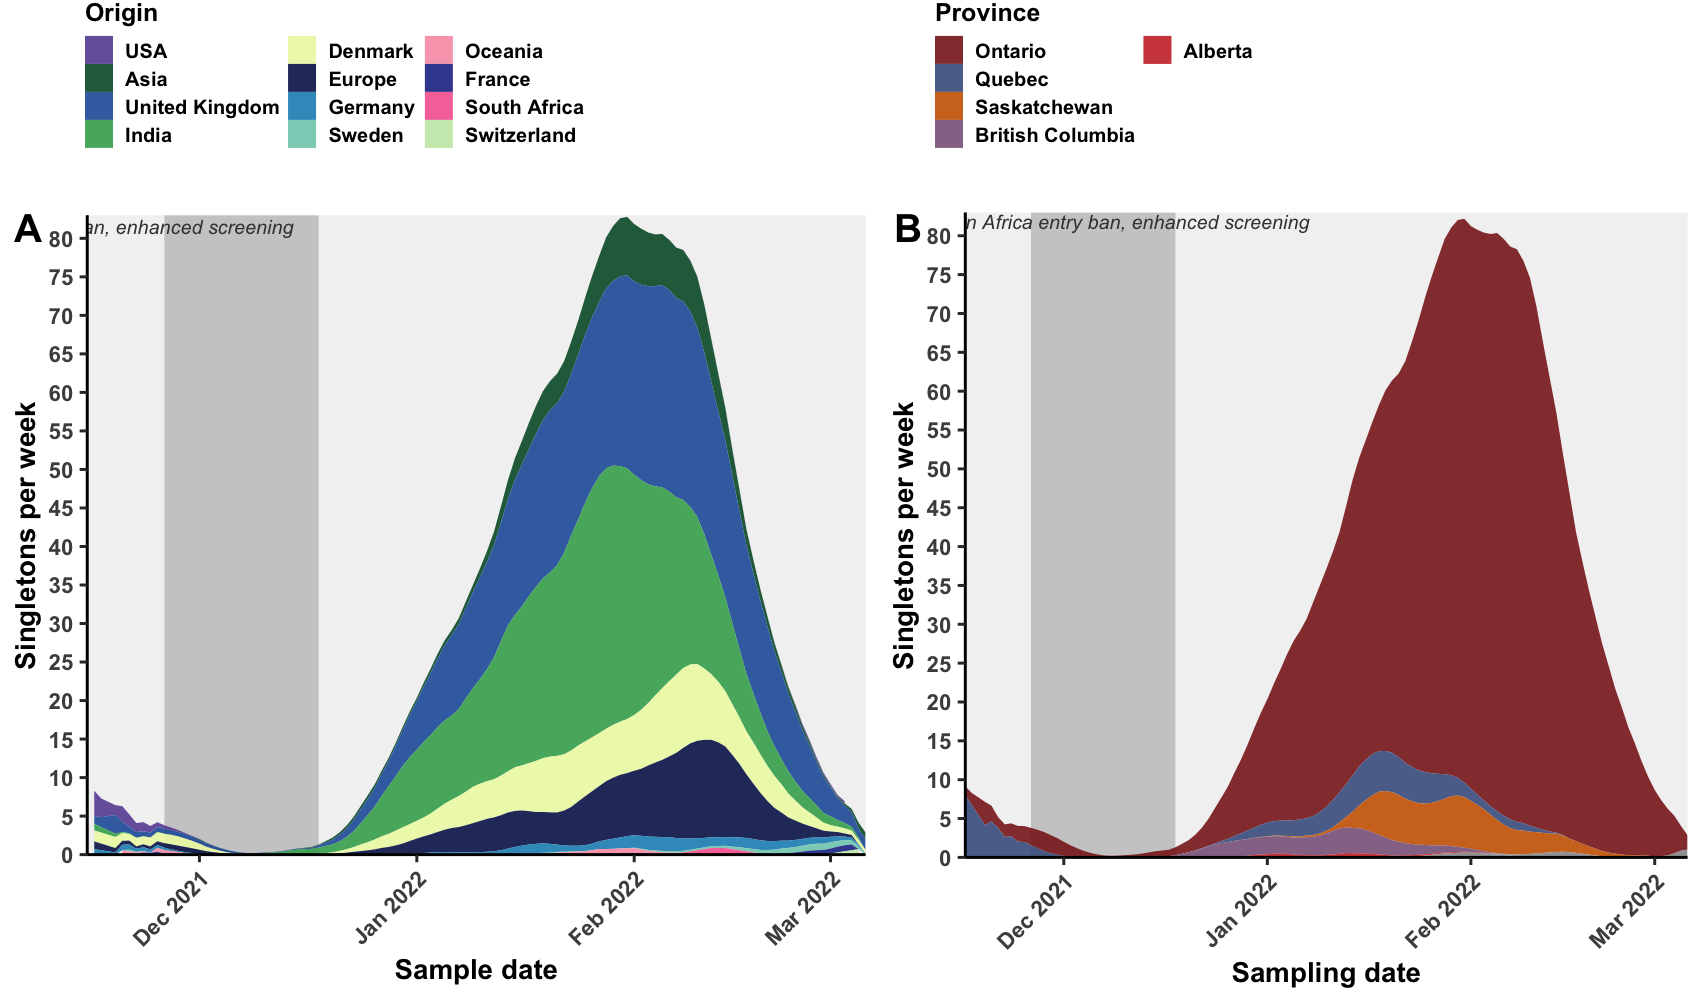 Origin
USA
Asia
United Kingdom
India
Denmark
Europe
Germany
Sweden
Oceania
France
South Africa
Switzerland
Province
Ontario
Quebec
Saskatchewan
British Columbia
Alberta
A
an, enhanced screening
80
75
70
65
60
55
50
45
40
35
30
25
20
15
10
5
0
Singletons per week
Dec 2021
Jan 2022
Feb 2022
Mar 2022
Sample date
B
n Africa entry ban, enhanced screening
80
75
70
65
60
55
50
45
40
35
30
25
20
15
10
5
0
Singletons per week
Dec 2021
Jan 2022
Feb 2022
Mar 2022
Sampling date